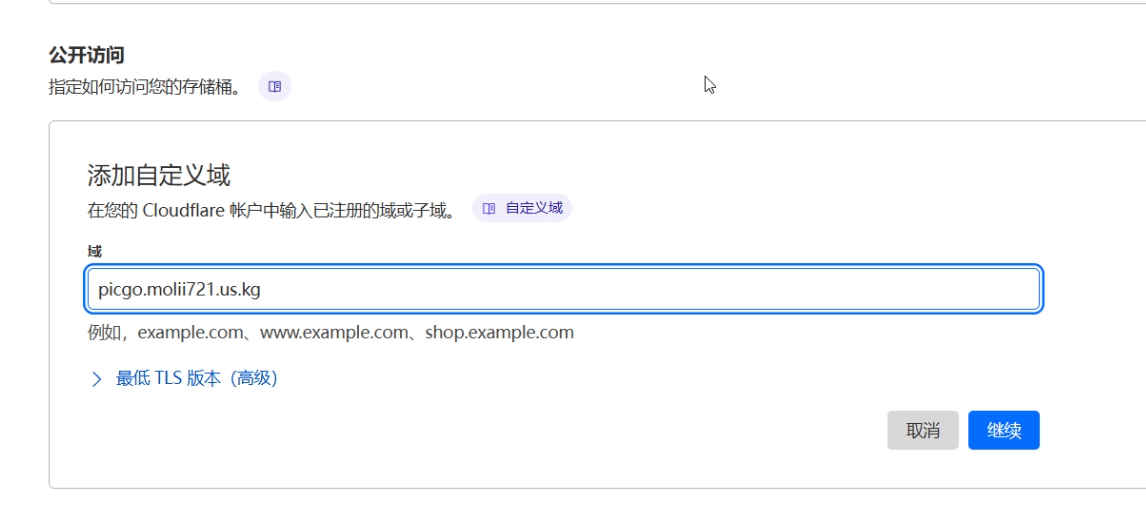 公开访问
指定如何访问您的存储桶。
添加自定义域
在您的 Cloudflare 帐户中输入已注册的域或子域。 自定义域
域
picgo.molii721.us.kg
例如，example.com、www.example.com、shop.example.com
最低 TLS 版本（高级）
取消 继续